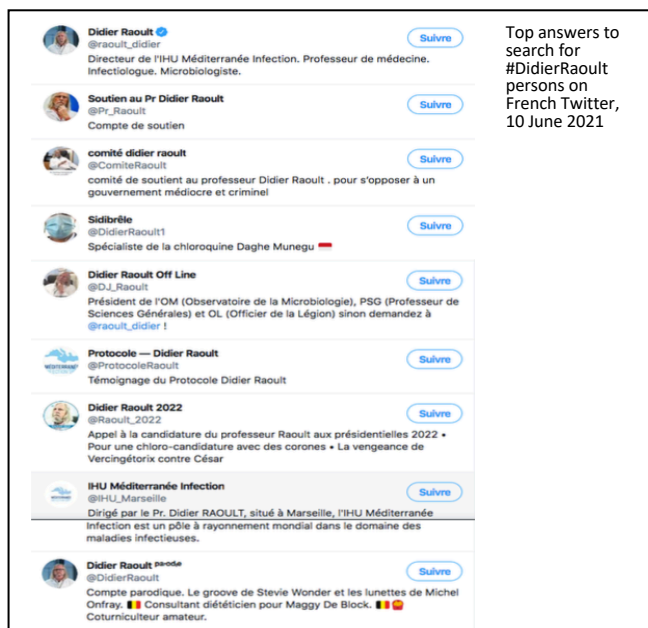 Didier Raoult
@raoult_didier
Suivre
Directeur de l'IHU Méditerranée Infection. Professeur de médecine.
Infectiologue. Microbiologiste.
Soutien au Pr Didier Raoult
@Pr_Raoult
Suivre
Compte de soutien
comité didier raoult
@ComiteRaoult
Suivre
comité de soutient au professeur Didier Raoult . pour s'opposer à un
gouvernement médiocre et criminel
Sidibrêle
@DidierRaoult1
Suivre
Spécialiste de la chloroquine Daghe Munegu 🇲🇨
Didier Raoult Off Line
@DJ_Raoult
Suivre
Président de l'OM (Observatoire de la Microbiologie), PSG (Professeur de
Sciences Générales) et OL (Officier de la Légion) sinon demandez à
@raoult_didier !
Protocole — Didier Raoult
@ProtocoleRaoult
Suivre
Témoignage du Protocole Didier Raoult
Didier Raoult 2022
@Raoult_2022
Suivre
Appel à la candidature du professeur Raoult aux présidentielles 2022 •
Pour une chloro-candidature avec des corones • La vengeance de
Vercingétorix contre César
IHU Méditerranée Infection
@IHU_Marseille
Suivre
Dirigé par le Pr. Didier RAOULT, situé à Marseille, l'IHU Méditerranée
Infection est un pôle à rayonnement mondial dans le domaine des
maladies infectieuses.
Didier Raoult
@DidierRaoult
Suivre
Compte parodique. Le groove de Stevie Wonder et les lunettes de Michel
Onfray. 🇧🇪 Consultant diététicien pour Maggy De Block. 🇧🇪 🍟
Coturniculteur amateur.
Top answers to
search for
#DidierRaoult
persons on
French Twitter,
10 June 2021